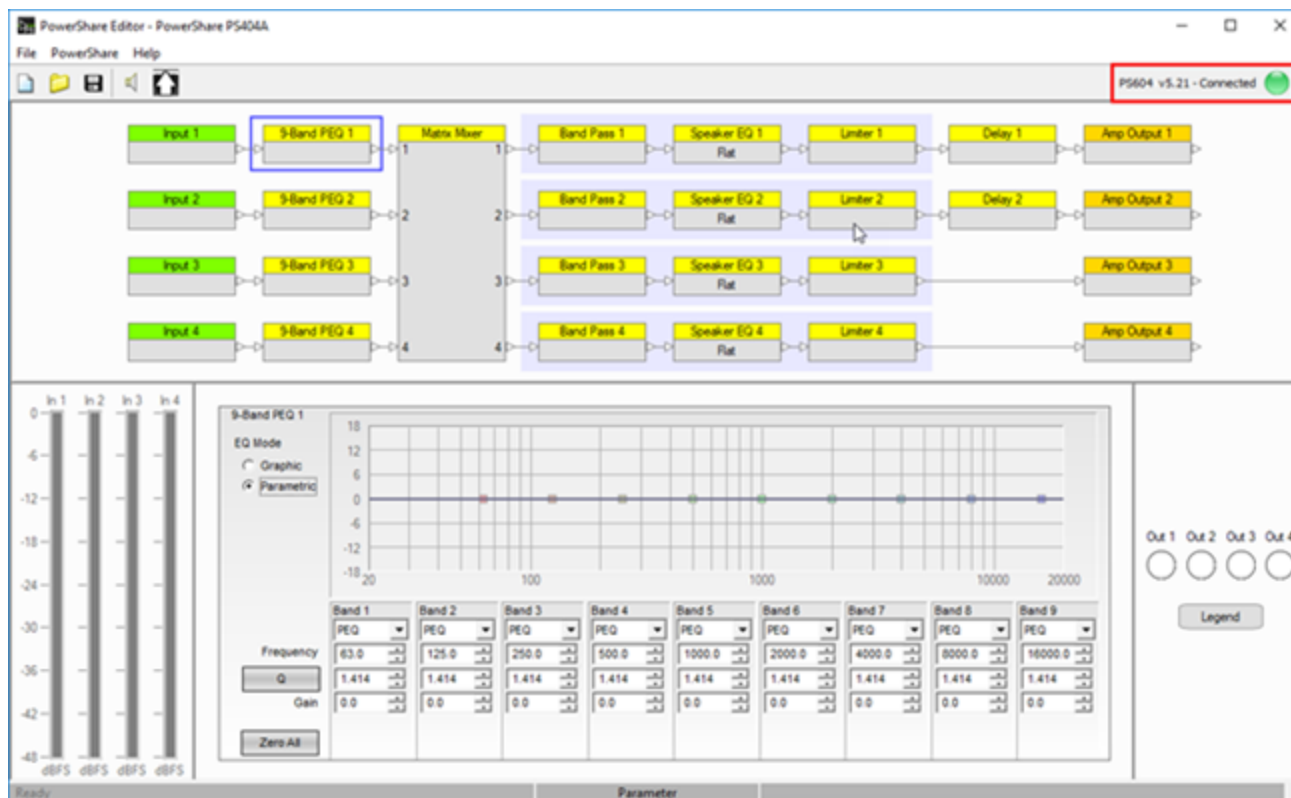 PowerShare Editor - PowerShare PS404A
File PowerShare Help
PS604 v5.21 - Connected
Input 1 9-Band PEQ 1 Matrix Mixer Band Pass 1 Speaker EQ 1 Limiter 1 Delay 1 Amp Output 1
1 1 Flat
Input 2 9-Band PEQ 2 Band Pass 2 Speaker EQ 2 Limiter 2 Delay 2 Amp Output 2
2 2 Flat
Input 3 9-Band PEQ 3 Band Pass 3 Speaker EQ 3 Limiter 3 Amp Output 3
3 3 Flat
Input 4 9-Band PEQ 4 Band Pass 4 Speaker EQ 4 Limiter 4 Amp Output 4
4 4 Flat
In 1 In 2 In 3 In 4
0
-6
-12
-18
-24
-30
-36
-42
-48
dBFS dBFS dBFS dBFS
9-Band PEQ 1
EQ Mode
Graphic
Parametric
18
12
6
0
-6
-12
-18
20 100 1000 10000 20000
Band 1 Band 2 Band 3 Band 4 Band 5 Band 6 Band 7 Band 8 Band 9
PEQ PEQ PEQ PEQ PEQ PEQ PEQ PEQ PEQ
Frequency 63.0 125.0 250.0 500.0 1000.0 2000.0 4000.0 8000.0 16000.0
Q 1.414 1.414 1.414 1.414 1.414 1.414 1.414 1.414 1.414
Gain 0.0 0.0 0.0 0.0 0.0 0.0 0.0 0.0 0.0
Zero All
Out 1 Out 2 Out 3 Out 4
Legend
Ready Parameter